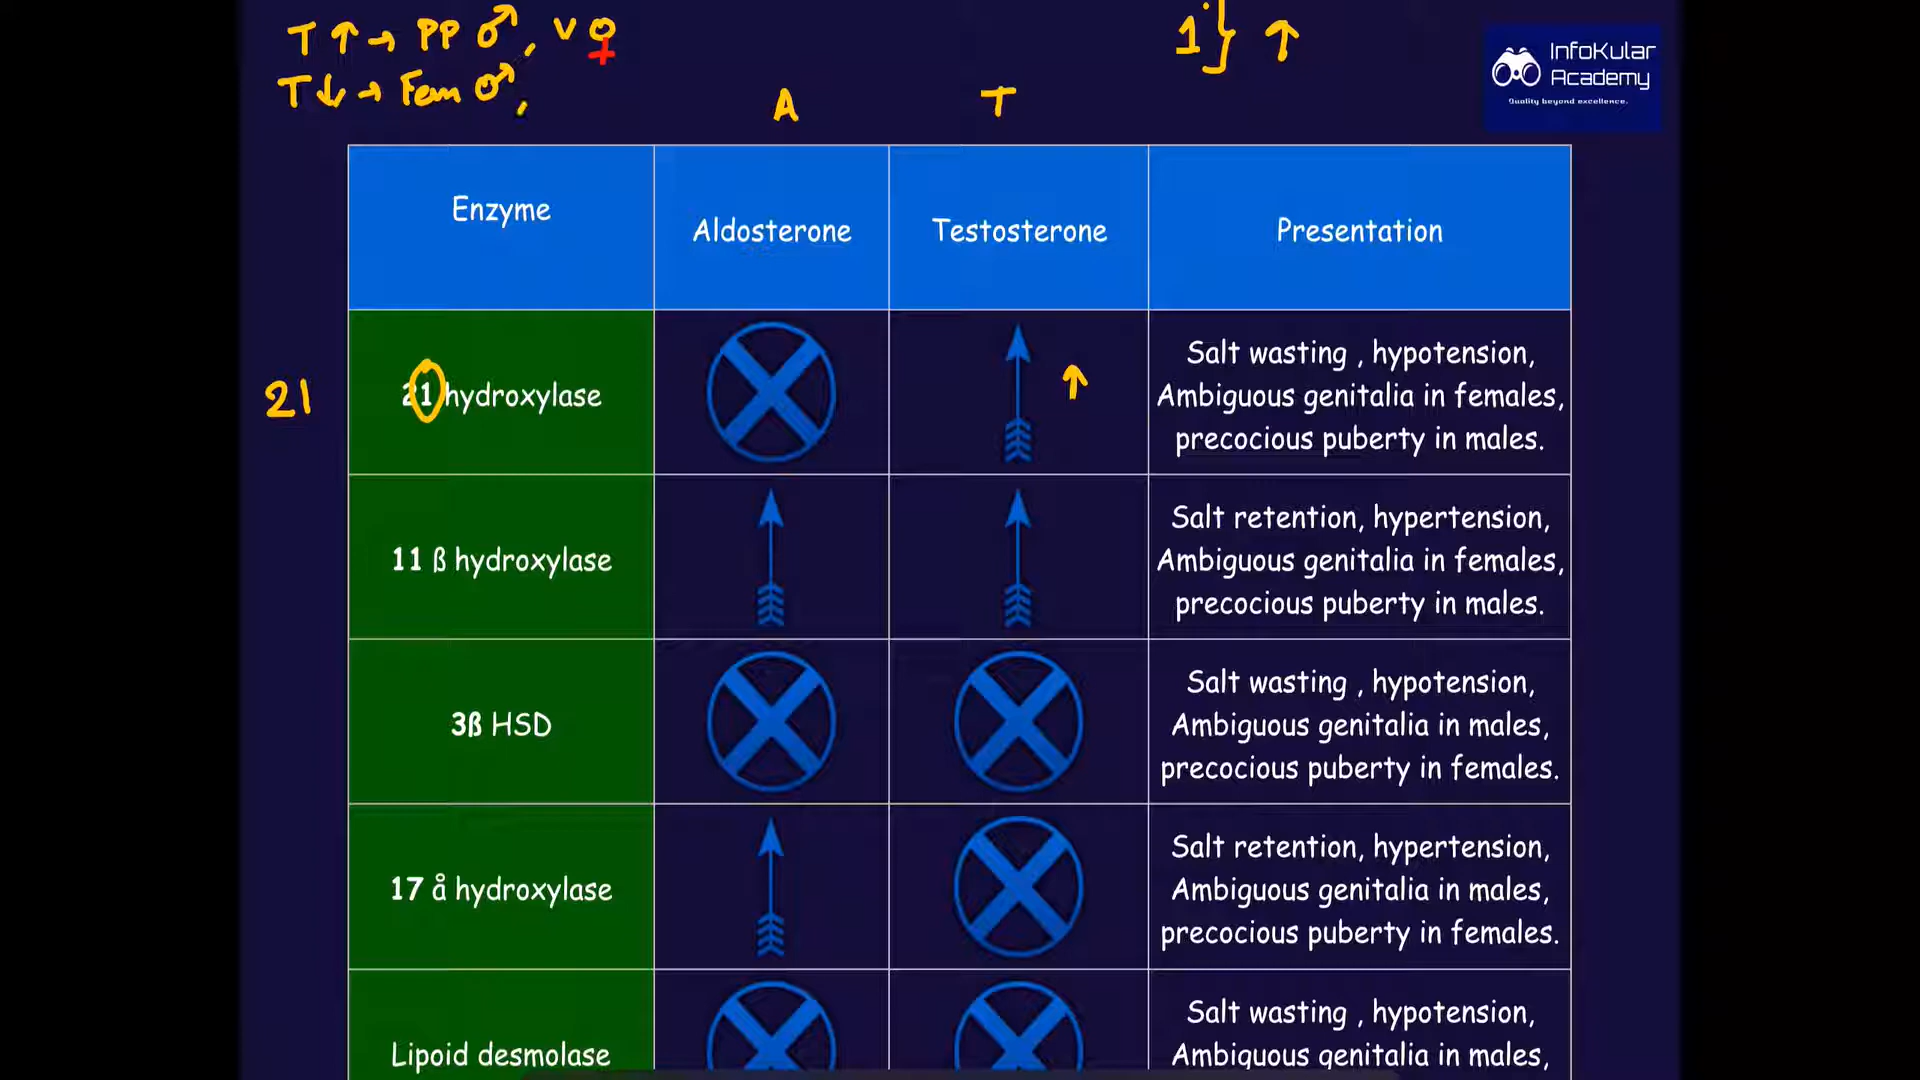 T ↑ → PP ♂, V ♀
1 } ↑
T ↓ → Fem ♂,
A T
InfoKular
Academy
Quality beyond excellence.
Enzyme
Aldosterone
Testosterone
Presentation
21
21 hydroxylase
↑
Salt wasting , hypotension,
Ambiguous genitalia in females,
precocious puberty in males.
11 ß hydroxylase
Salt retention, hypertension,
Ambiguous genitalia in females,
precocious puberty in males.
3ß HSD
Salt wasting , hypotension,
Ambiguous genitalia in males,
precocious puberty in females.
17 å hydroxylase
Salt retention, hypertension,
Ambiguous genitalia in males,
precocious puberty in females.
Lipoid desmolase
Salt wasting , hypotension,
Ambiguous genitalia in males,